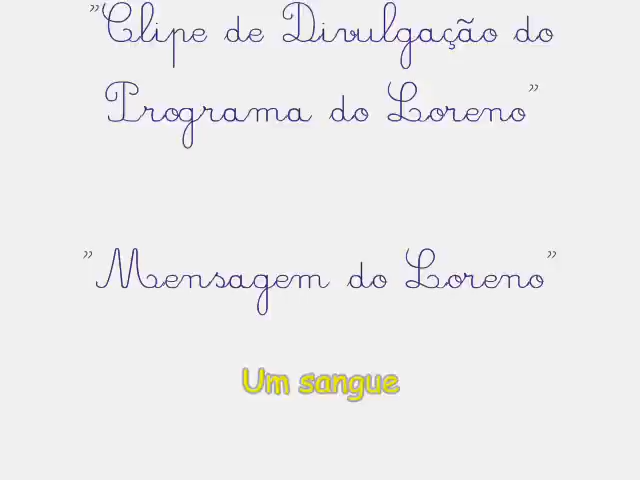 "Clipe de Divulgação do
Programa do Loreno"
"Mensagem do Loreno"
Um sangue